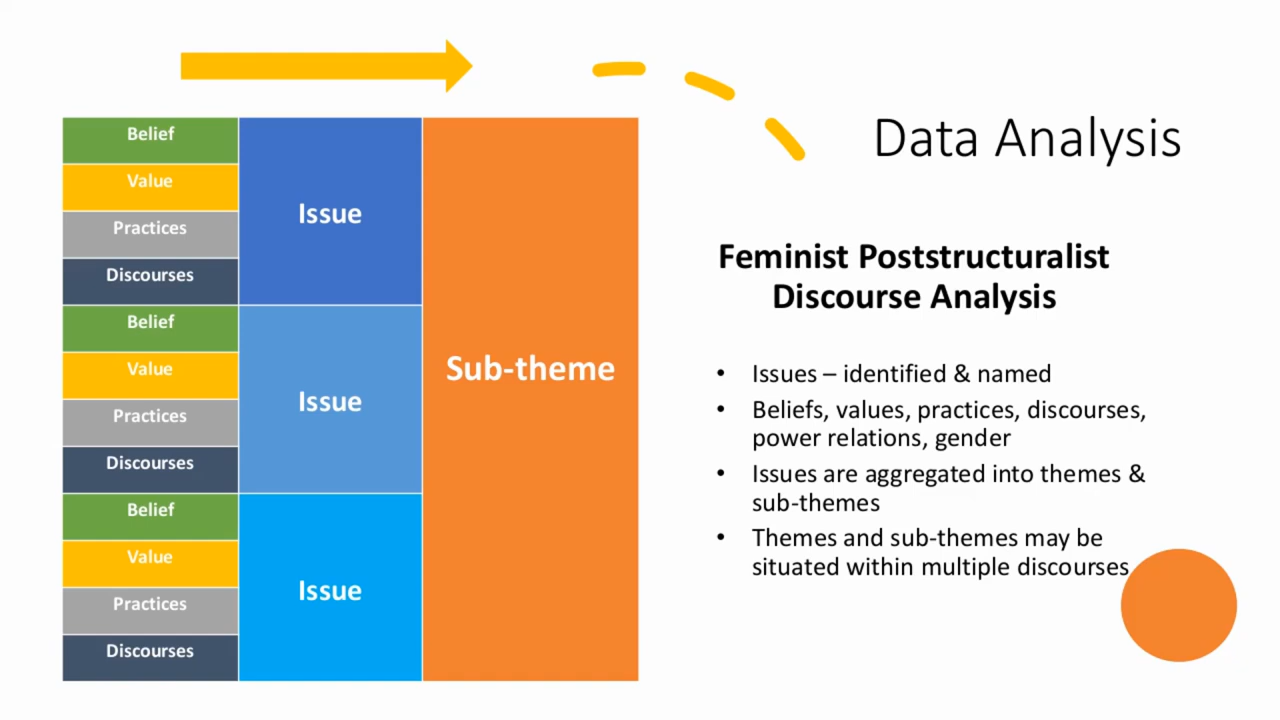 Data Analysis
Belief
Value
Practices
Discourses
Issue
Belief
Value
Practices
Discourses
Issue
Belief
Value
Practices
Discourses
Issue
Sub-theme
Feminist Poststructuralist
Discourse Analysis
• Issues – identified & named
• Beliefs, values, practices, discourses,
power relations, gender
• Issues are aggregated into themes &
sub-themes
• Themes and sub-themes may be
situated within multiple discourses